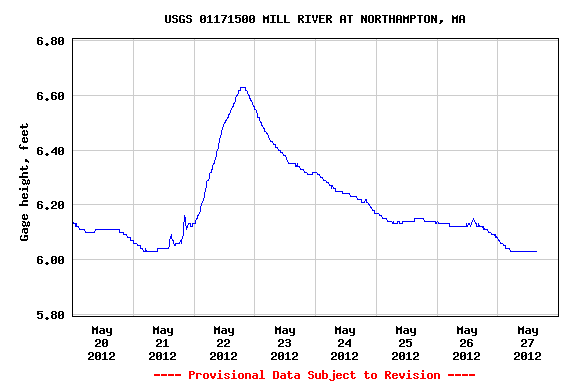 USGS 01171500 MILL RIVER AT NORTHAMPTON, MA
6.80
6.60
6.40
6.20
6.00
5.80
Gage height, feet
May 20 2012
May 21 2012
May 22 2012
May 23 2012
May 24 2012
May 25 2012
May 26 2012
May 27 2012
---- Provisional Data Subject to Revision ----